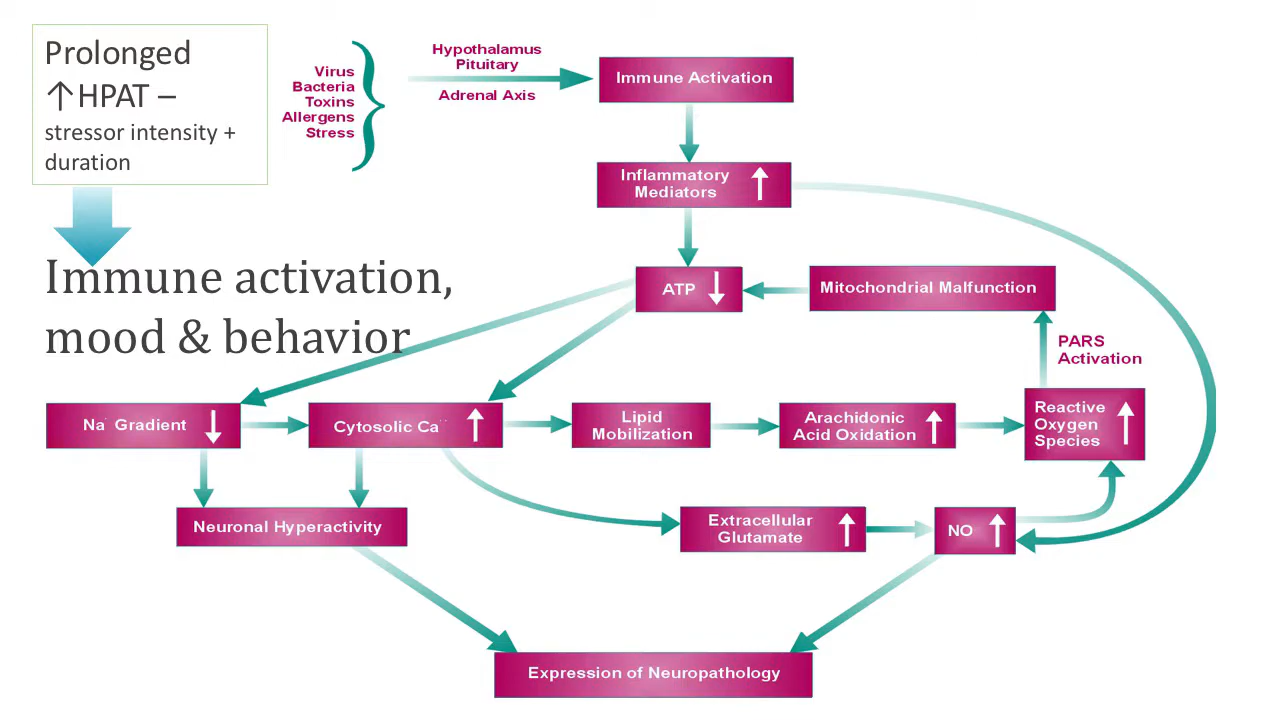 Prolonged
↑HPAT –
stressor intensity +
duration
Immune activation,
mood & behavior
Virus
Bacteria
Toxins
Allergens
Stress
Hypothalamus
Pituitary
Adrenal Axis
Immune Activation
Inflammatory
Mediators ↑
ATP ↓
Mitochondrial Malfunction
PARS
Activation
Na⁻ Gradient ↓
Cytosolic Ca¨ ↑
Lipid
Mobilization
Arachidonic
Acid Oxidation ↑
Reactive
Oxygen
Species ↑
Neuronal Hyperactivity
Extracellular
Glutamate ↑
NO ↑
Expression of Neuropathology